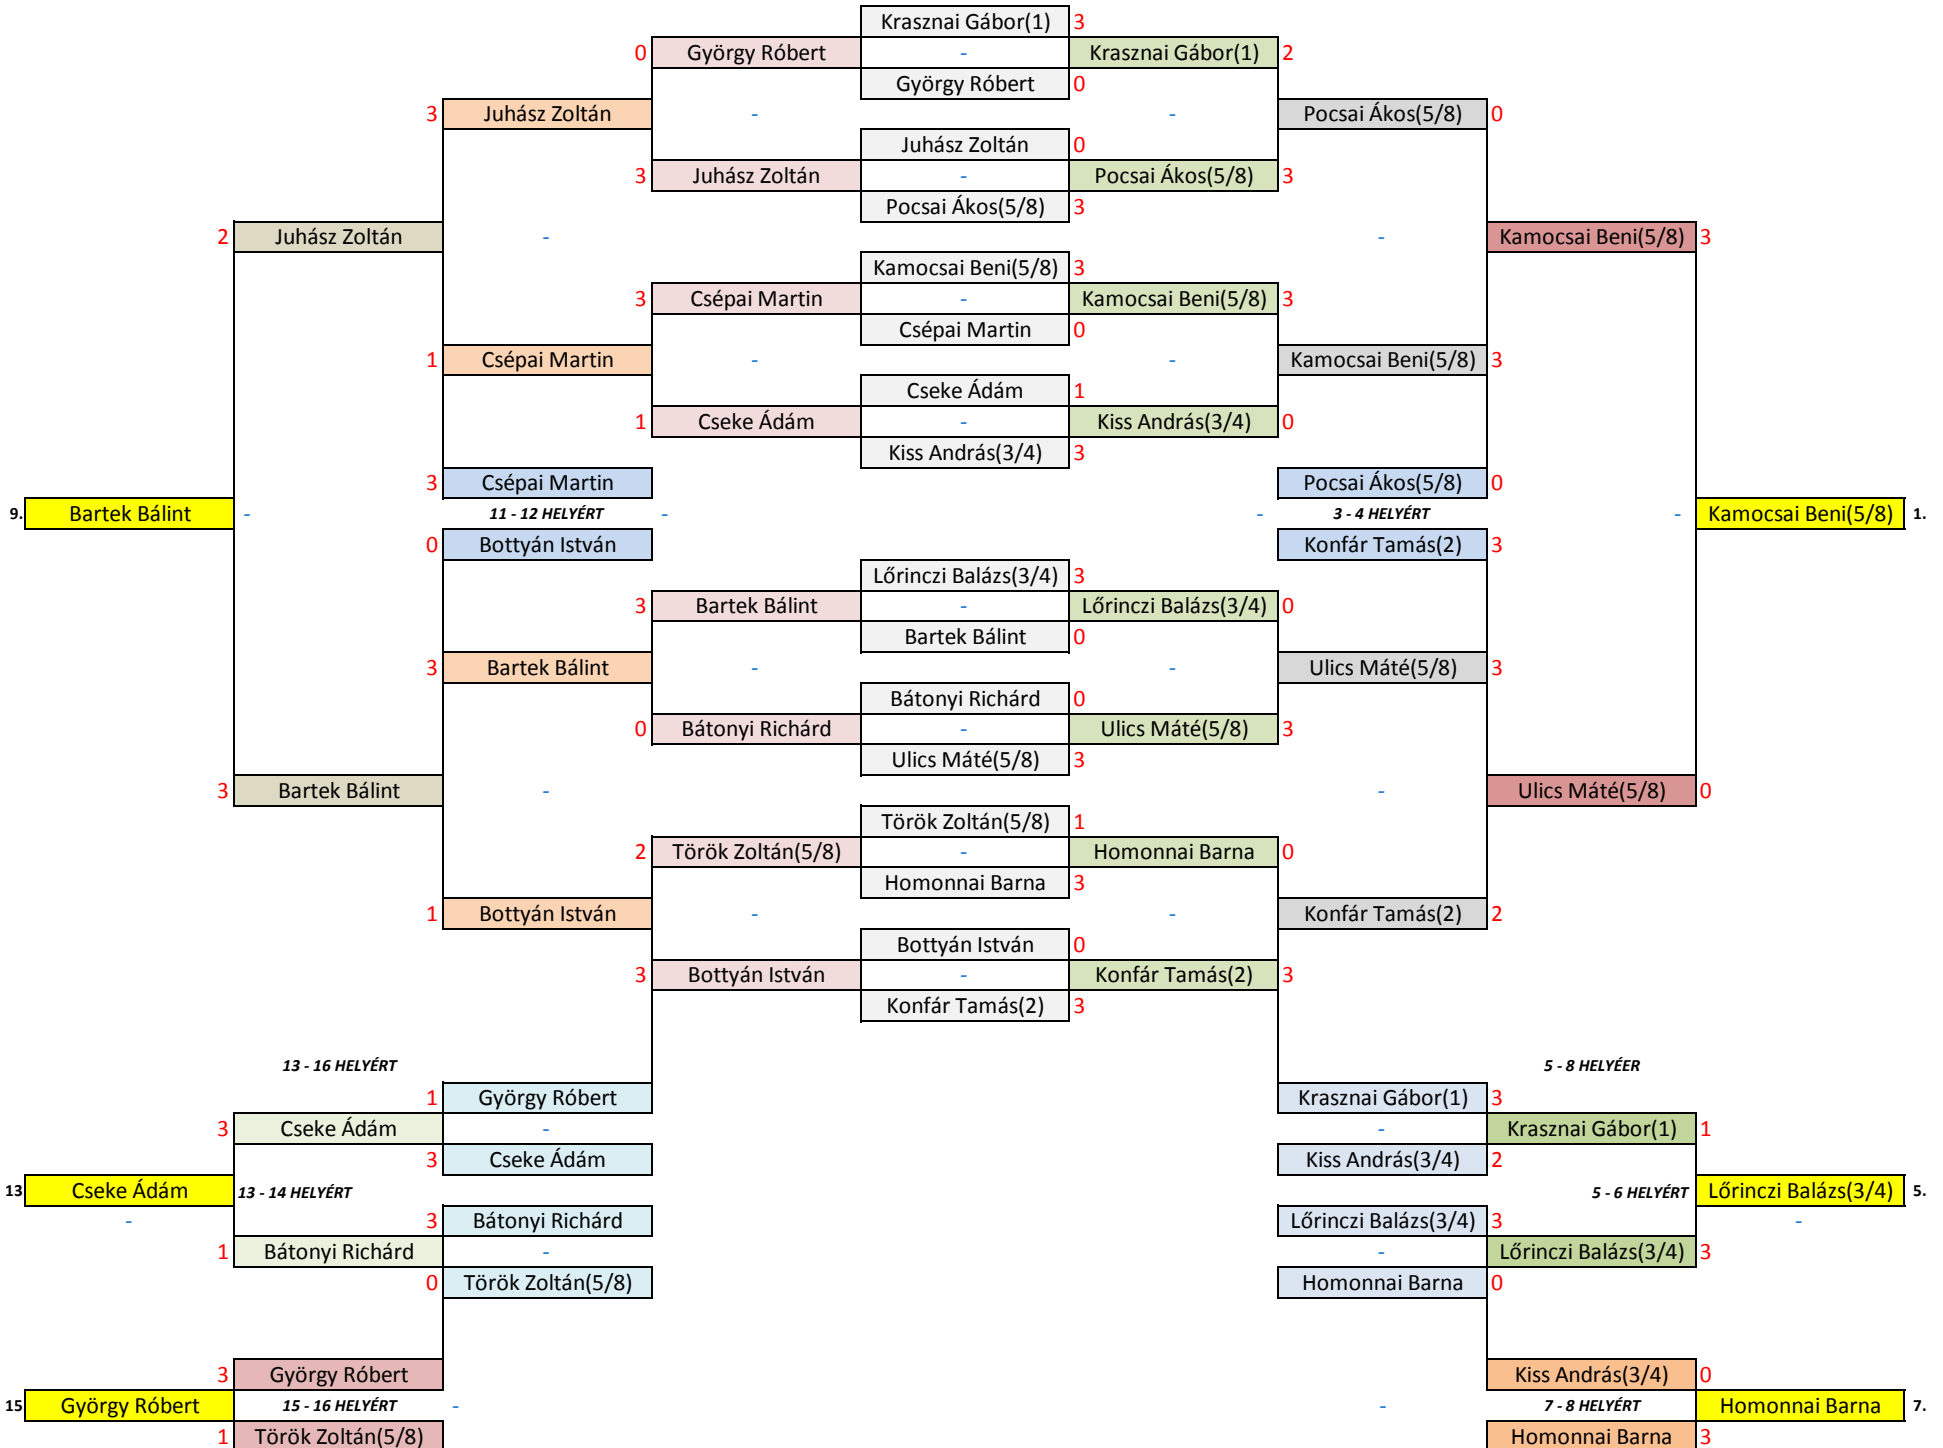 Krasznai Gábor(1) 3
0 György Róbert - Krasznai Gábor(1) 2
György Róbert 0
3 Juhász Zoltán - - Pocsai Ákos(5/8) 0
Juhász Zoltán 0
3 Juhász Zoltán - Pocsai Ákos(5/8) 3
Pocsai Ákos(5/8) 3
2 Juhász Zoltán - - Kamocsai Beni(5/8) 3
Kamocsai Beni(5/8) 3
3 Csépai Martin - Kamocsai Beni(5/8) 3
Csépai Martin 0
1 Csépai Martin - - Kamocsai Beni(5/8) 3
Cseke Ádám 1
1 Cseke Ádám - Kiss András(3/4) 0
Kiss András(3/4) 3
3 Csépai Martin Pocsai Ákos(5/8) 0
9. Bartek Bálint - 11 - 12 HELYÉRT - - 3 - 4 HELYÉRT - Kamocsai Beni(5/8) 1.
0 Bottyán István Konfár Tamás(2) 3
Lőrinczi Balázs(3/4) 3
3 Bartek Bálint - Lőrinczi Balázs(3/4) 0
Bartek Bálint 0
3 Bartek Bálint - - Ulics Máté(5/8) 3
Bátonyi Richárd 0
0 Bátonyi Richárd - Ulics Máté(5/8) 3
Ulics Máté(5/8) 3
3 Bartek Bálint - - Ulics Máté(5/8) 0
Török Zoltán(5/8) 1
2 Török Zoltán(5/8) - Homonnai Barna 0
Homonnai Barna 3
1 Bottyán István - - Konfár Tamás(2) 2
Bottyán István 0
3 Bottyán István - Konfár Tamás(2) 3
Konfár Tamás(2) 3
13 - 16 HELYÉRT 5 - 8 HELYÉER
1 György Róbert Krasznai Gábor(1) 3
3 Cseke Ádám - - Krasznai Gábor(1) 1
3 Cseke Ádám Kiss András(3/4) 2
13 Cseke Ádám 13 - 14 HELYÉRT 5 - 6 HELYÉRT Lőrinczi Balázs(3/4) 5.
- 3 Bátonyi Richárd Lőrinczi Balázs(3/4) 3 -
1 Bátonyi Richárd - - Lőrinczi Balázs(3/4) 3
0 Török Zoltán(5/8) Homonnai Barna 0
3 György Róbert Kiss András(3/4) 0
15 György Róbert 15 - 16 HELYÉRT - - 7 - 8 HELYÉRT Homonnai Barna 7.
1 Török Zoltán(5/8) Homonnai Barna 3